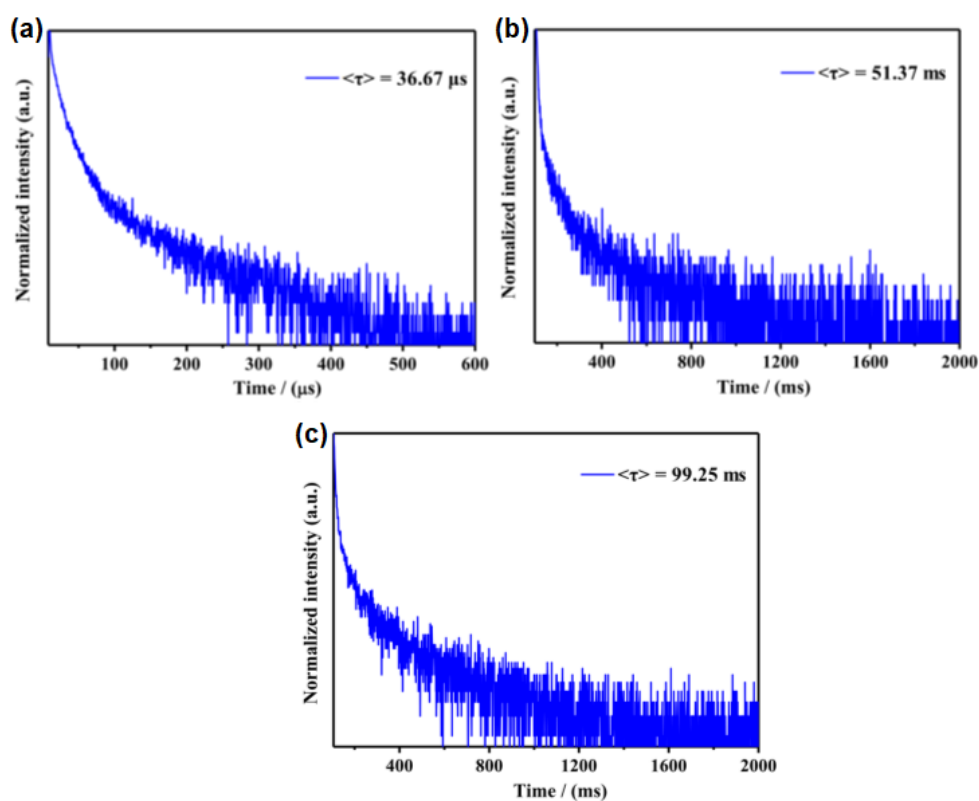 (a)
<τ> = 36.67 μs
Normalized intensity (a.u.)
100 200 300 400 500 600
Time / (μs)
(b)
<τ> = 51.37 ms
Normalized intensity (a.u.)
400 800 1200 1600 2000
Time / (ms)
(c)
<τ> = 99.25 ms
Normalized intensity (a.u.)
400 800 1200 1600 2000
Time / (ms)